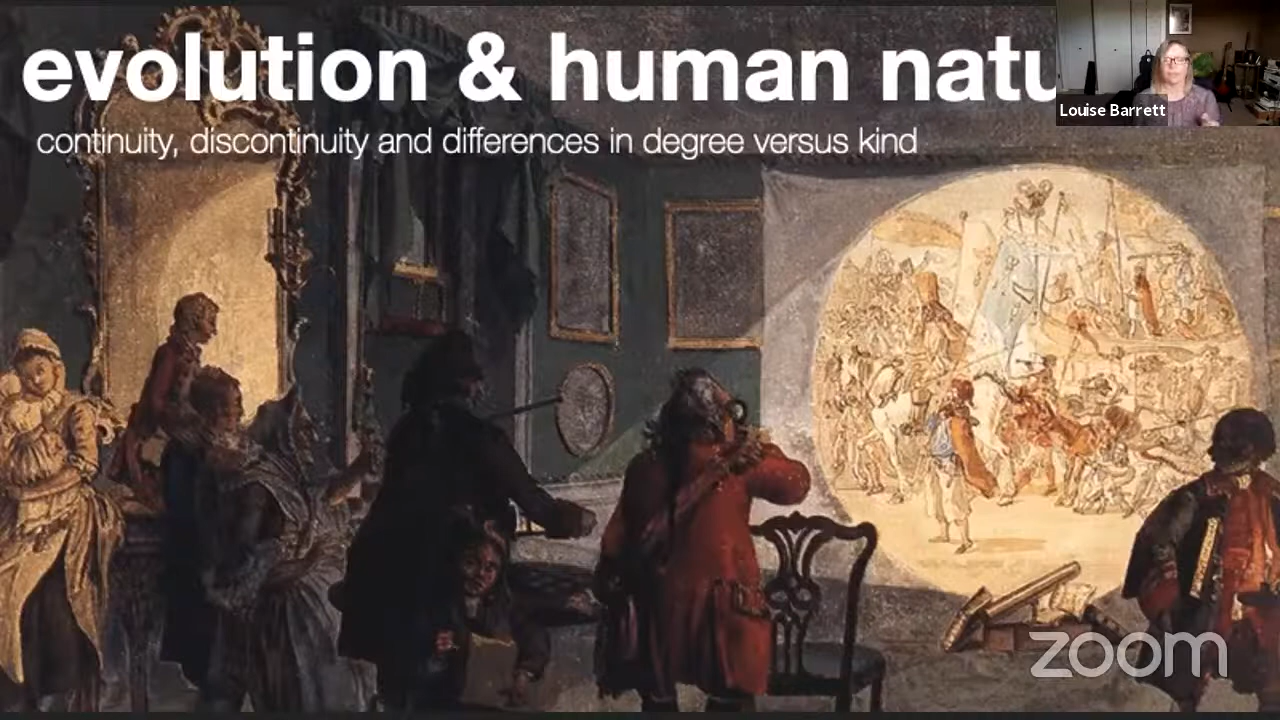 evolution & human natu
continuity, discontinuity and differences in degree versus kind
Louise Barrett
zoom